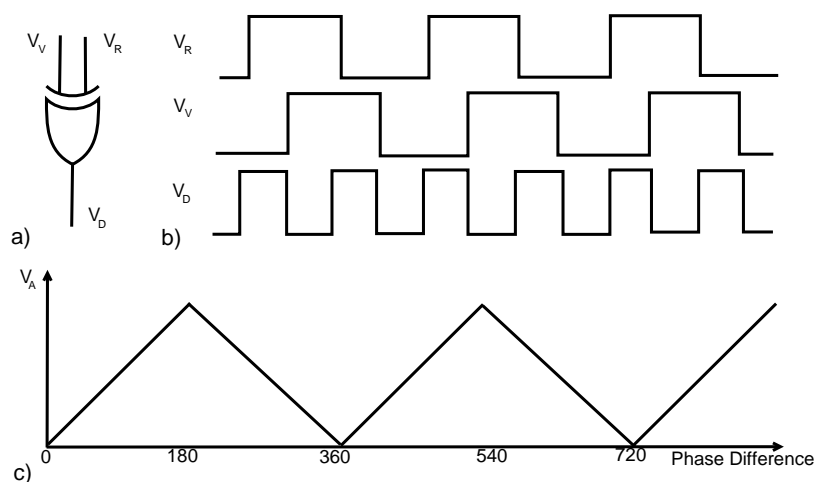 V_V V_R
V_D
a)
V_R
V_V
V_D
b)
V_A
0 180 360 540 720 Phase Difference
c)